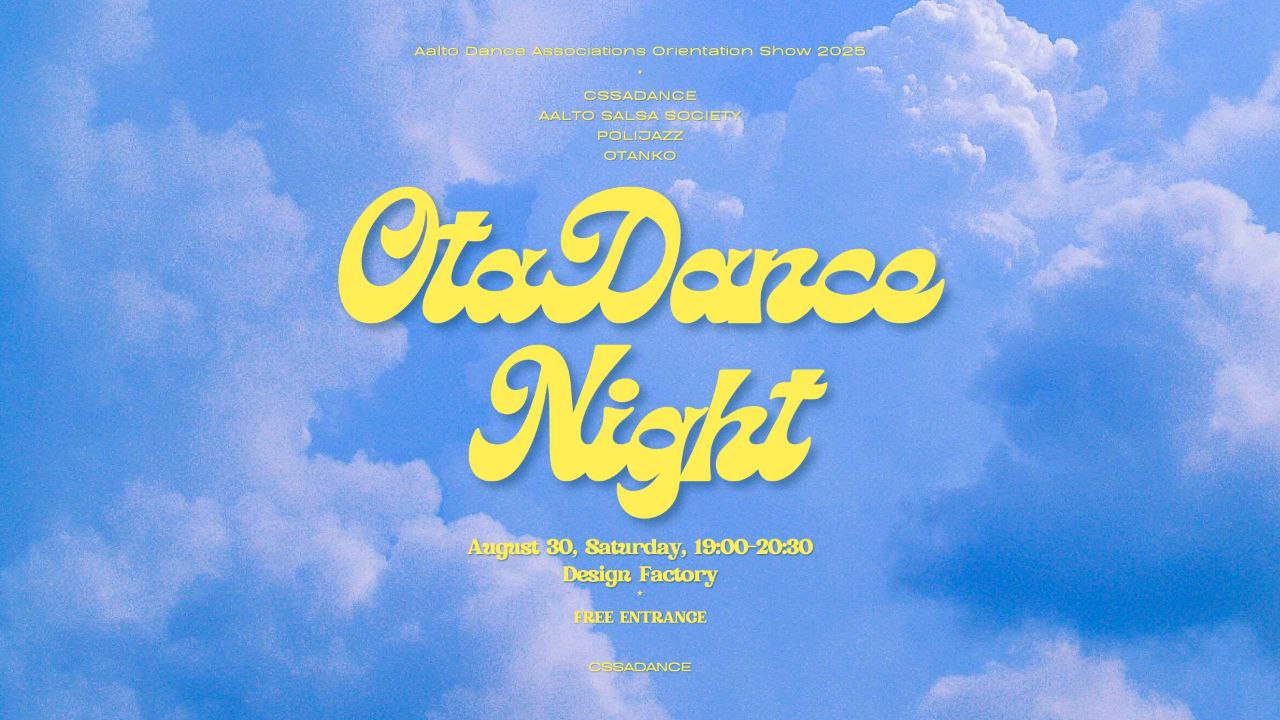 Aalto Dance Associations Orientation Show 2025
CSSADANCE
AALTO SALSA SOCIETY
POLIJAZZ
OTANKO
OtaDance
Night
August 30, Saturday, 19:00-20:30
Design Factory
FREE ENTRANCE
CSSADANCE